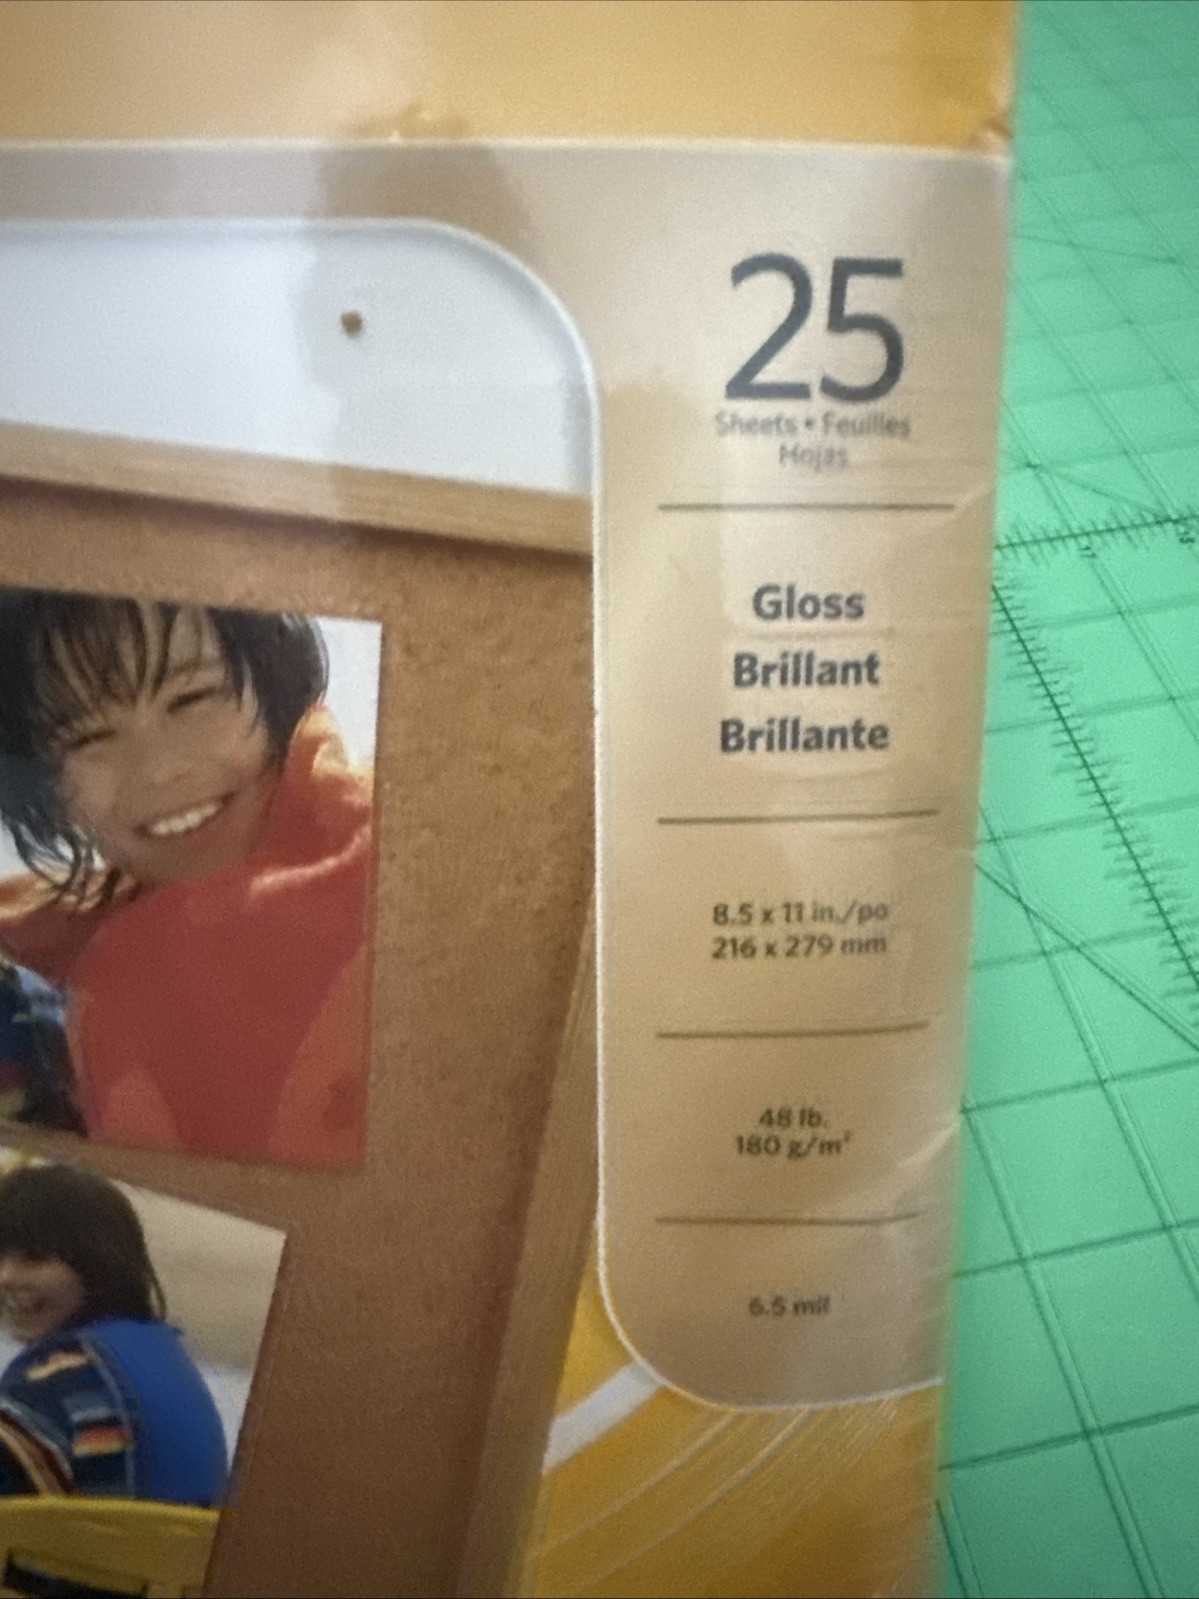 25
Sheets • Feuilles
Hojas
Gloss
Brillant
Brillante
8.5 x 11 in./po
216 x 279 mm
48 lb.
180 g/m²
6.5 mil